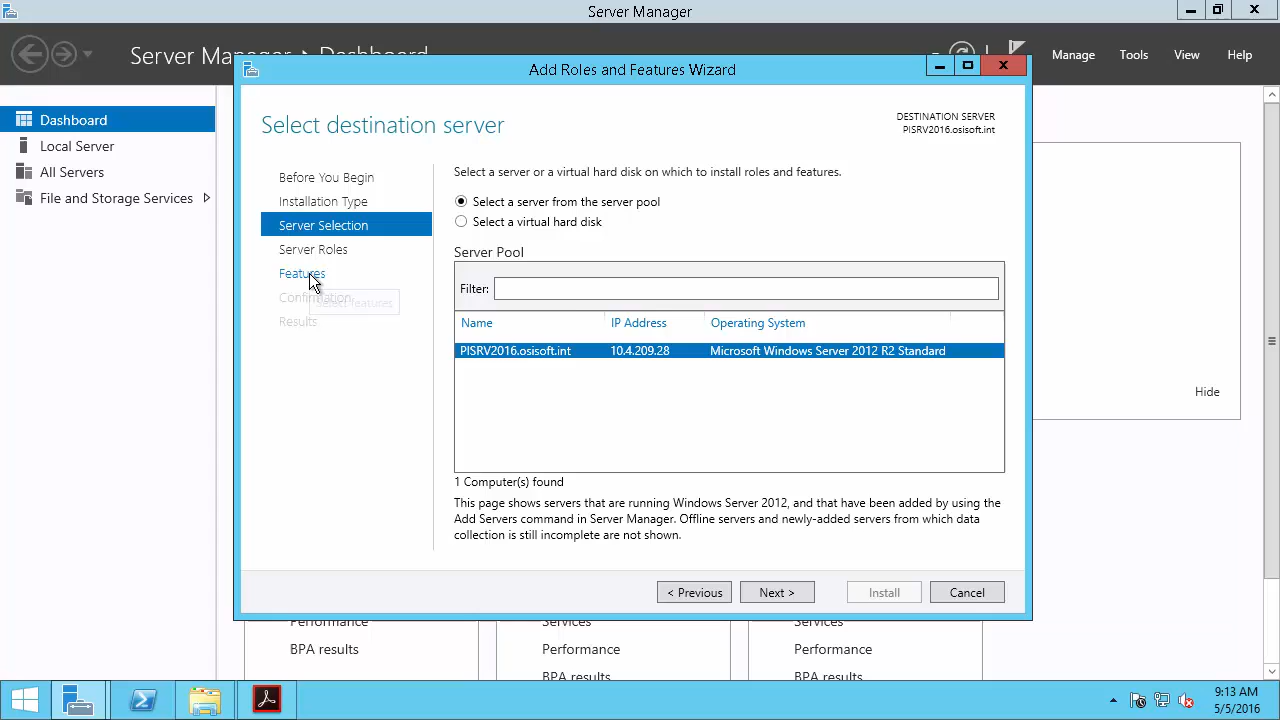 Server Manager
Server Manager ▸ Dashboard
Manage
Tools
View
Help
Dashboard
Local Server
All Servers
File and Storage Services
Add Roles and Features Wizard
Select destination server
DESTINATION SERVER
PISRV2016.osisoft.int
Before You Begin
Installation Type
Server Selection
Server Roles
Features
Confirmation
Select features
Results
Select a server or a virtual hard disk on which to install roles and features.
Select a server from the server pool
Select a virtual hard disk
Server Pool
Filter:
Name IP Address Operating System
PISRV2016.osisoft.int 10.4.209.28 Microsoft Windows Server 2012 R2 Standard
1 Computer(s) found
This page shows servers that are running Windows Server 2012, and that have been added by using the
Add Servers command in Server Manager. Offline servers and newly-added servers from which data
collection is still incomplete are not shown.
< Previous
Next >
Install
Cancel
Hide
Performance
BPA results
Services
Performance
BPA results
Services
Performance
BPA results
9:13 AM
5/5/2016